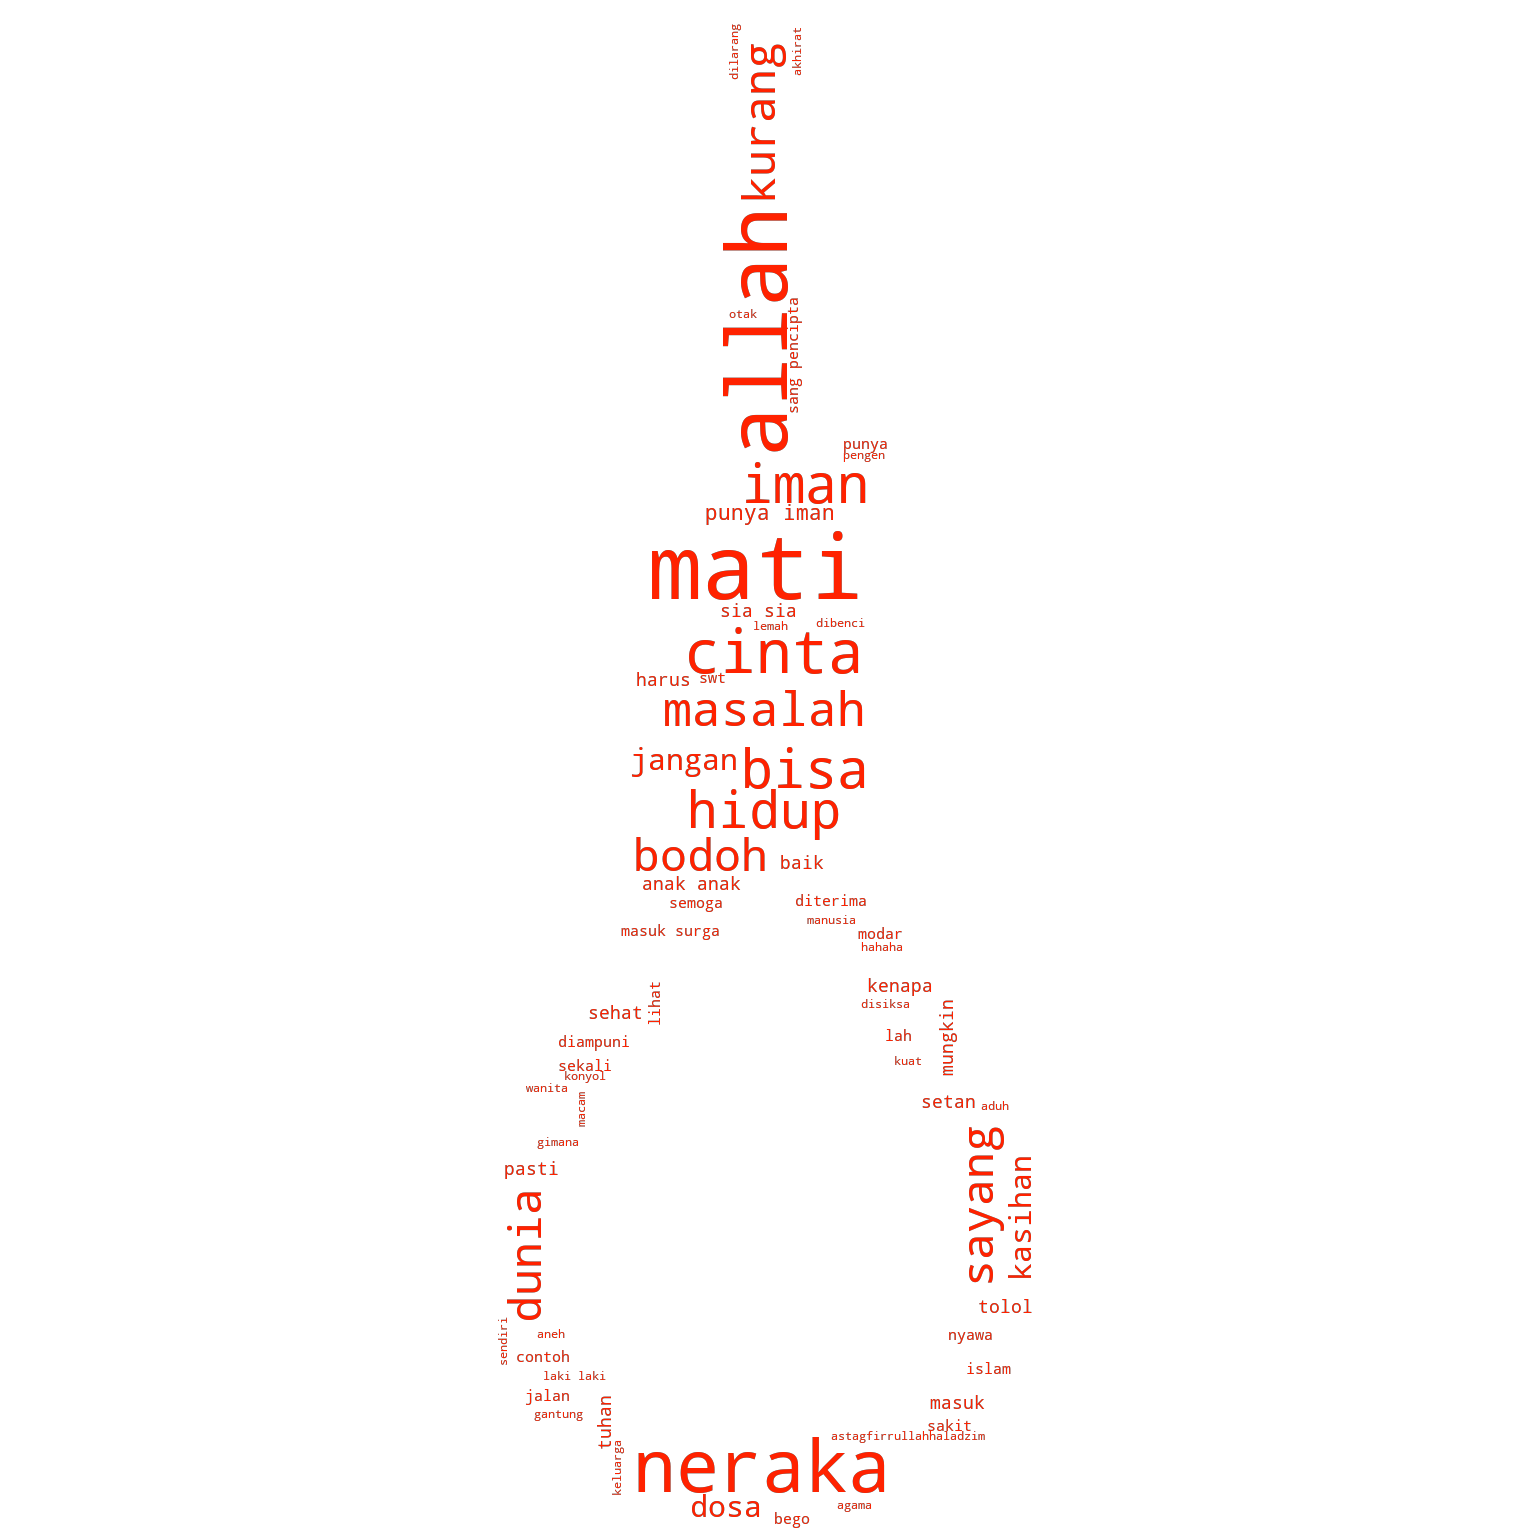 dilarang
akhirat
kurang
allah
otak
sang pencipta
punya
pengen
iman
punya iman
mati
sia sia
lemah
dibenci
cinta
harus
swt
masalah
jangan
bisa
hidup
bodoh
baik
anak anak
semoga
diterima
manusia
masuk surga
modar
hahaha
kenapa
disiksa
lihat
sehat
mungkin
lah
diampuni
kuat
sekali
konyol
wanita
macam
setan
aduh
gimana
sayang
kasihan
pasti
dunia
tolol
sendiri
aneh
nyawa
contoh
islam
laki laki
jalan
masuk
gantung
tuhan
sakit
astagfirrullahhaladzim
keluarga
neraka
dosa
agama
bego